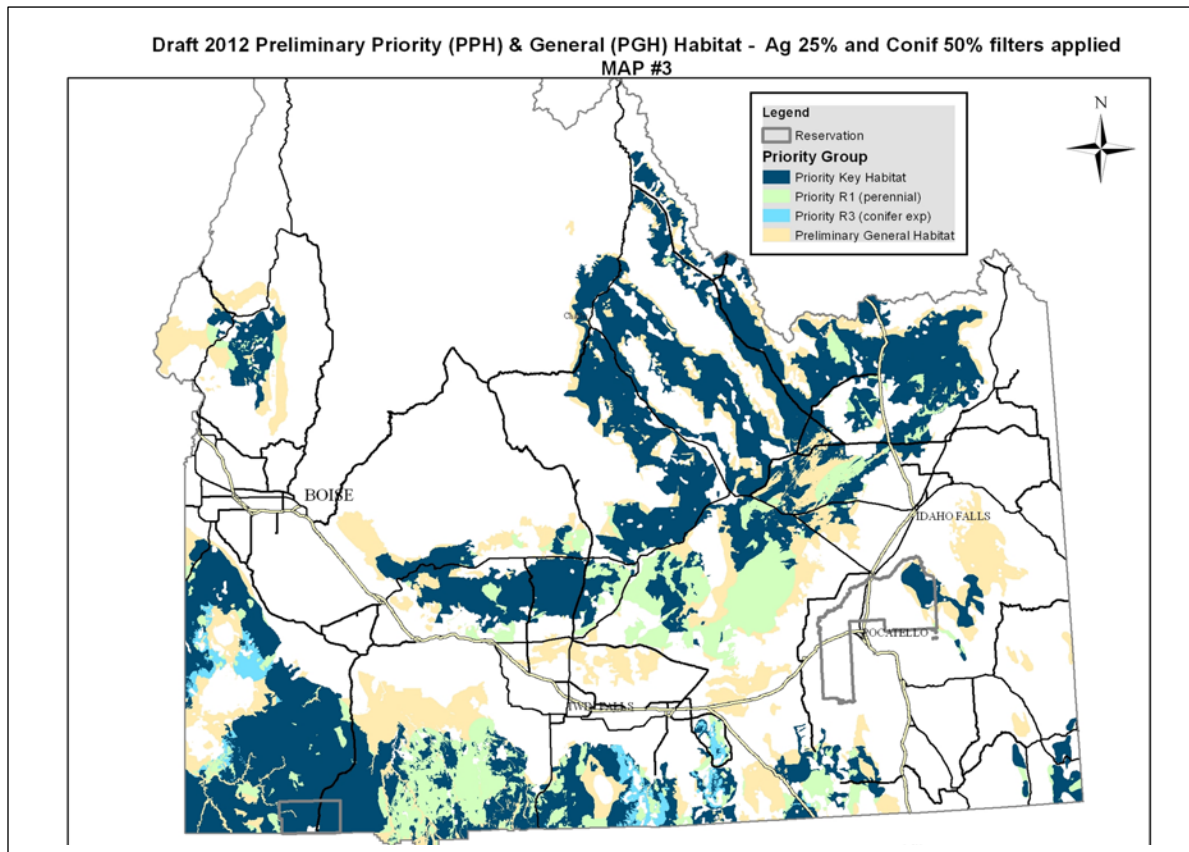 Draft 2012 Preliminary Priority (PPH) & General (PGH) Habitat - Ag 25% and Conif 50% filters applied
MAP #3
Legend
Reservation
Priority Group
Priority Key Habitat
Priority R1 (perennial)
Priority R3 (conifer exp)
Preliminary General Habitat
N
BOISE
IDAHO FALLS
POCATELLO
TWIN FALLS